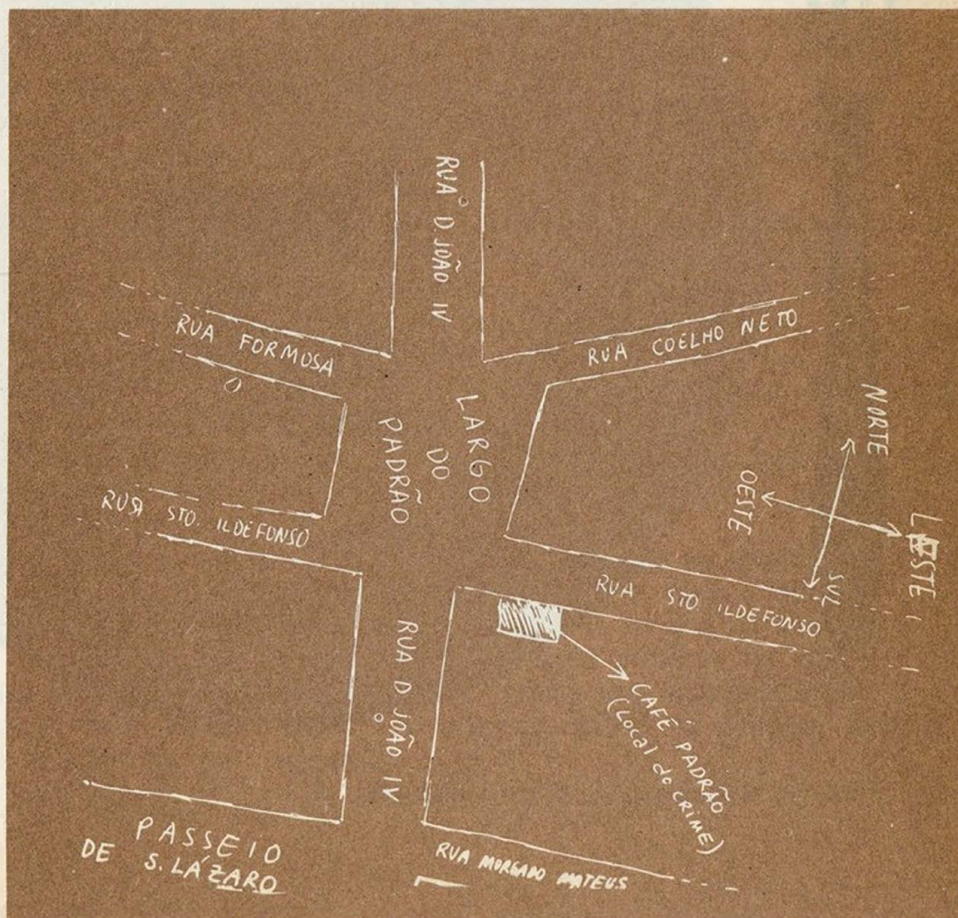 RUA D JOÃO IV
RUA FORMOSA
RUA COELHO NETO
LARGO
DO
PADRÃO
NORTE
OESTE
LESTE
SUL
RUA STO. ILDEFONSO
RUA STO ILDEFONSO
RUA D JOÃO IV
CAFÉ PADRÃO
(Local do CRIME)
PASSEIO
DE S. LÁZARO
RUA MORGADO MATEUS